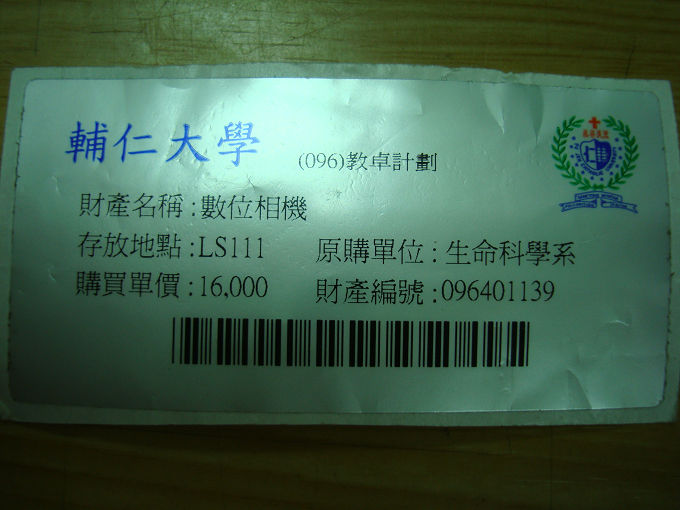 輔仁大學 (096)教卓計劃
財產名稱:數位相機
存放地點:LS111 原購單位:生命科學系
購買單價:16,000 財產編號:096401139